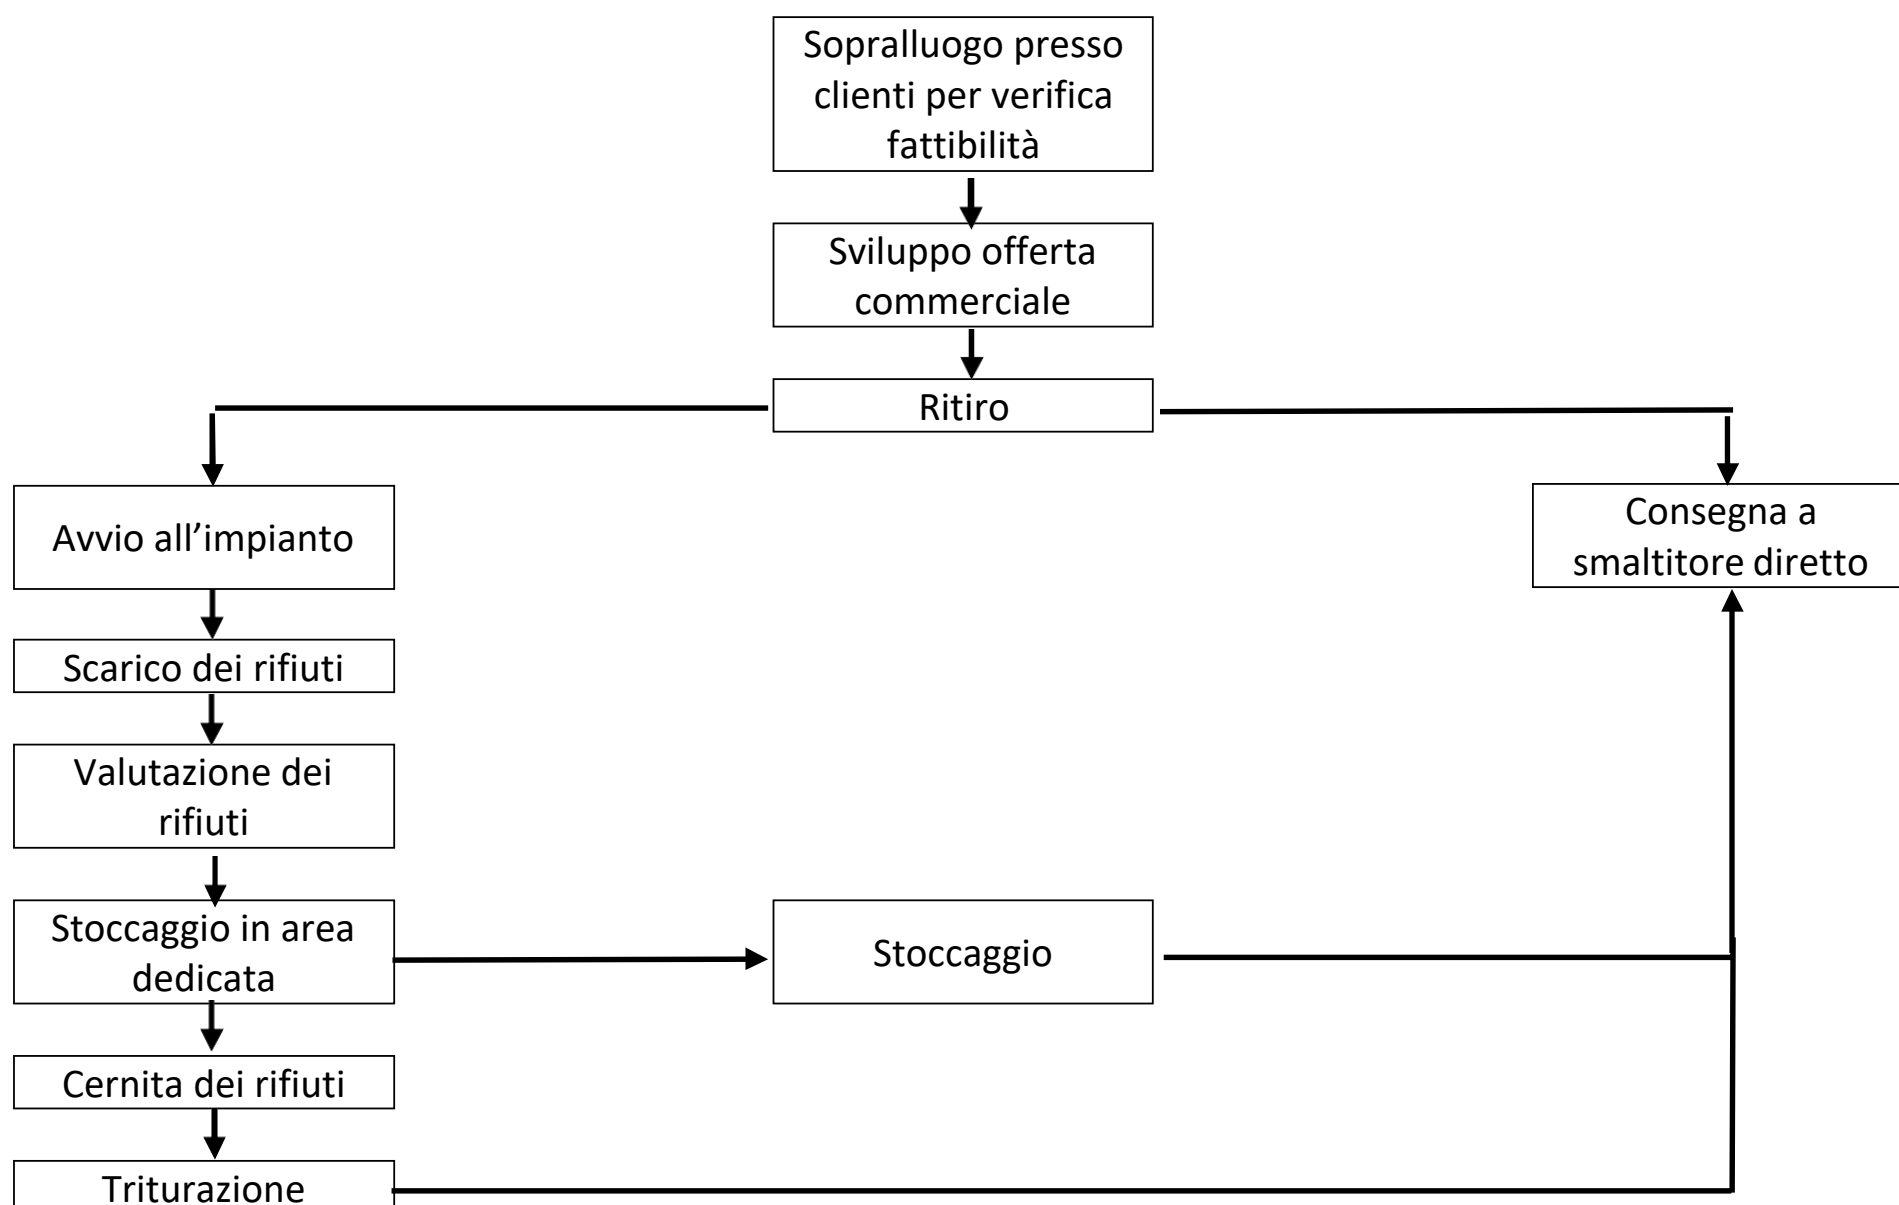 Sopralluogo presso
clienti per verifica
fattibilità
Sviluppo offerta
commerciale
Ritiro
Avvio all’impianto
Consegna a
smaltitore diretto
Scarico dei rifiuti
Valutazione dei
rifiuti
Stoccaggio in area
dedicata
Stoccaggio
Cernita dei rifiuti
Triturazione